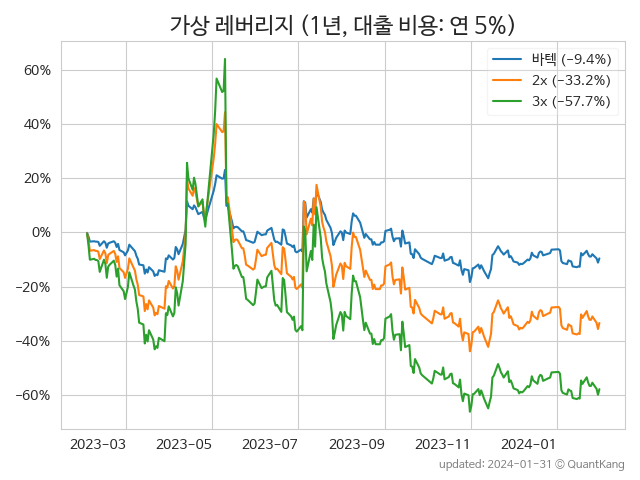 가상 레버리지 (1년, 대출 비용: 연 5%)
바텍 (−9.4%)
2x (−33.2%)
3x (−57.7%)
60%
40%
20%
0%
−20%
−40%
−60%
2023-03
2023-05
2023-07
2023-09
2023-11
2024-01
updated: 2024-01-31 © QuantKang